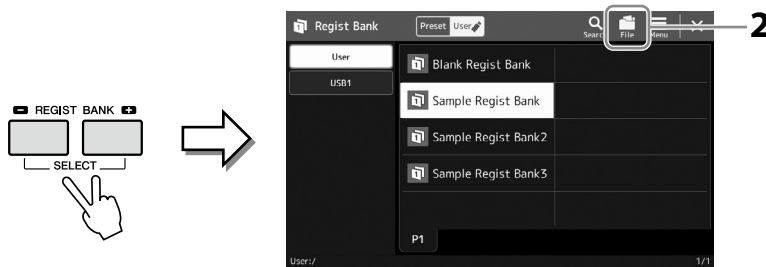 Regist Bank
Preset User
Search File Menu
2
User
USB1
Blank Regist Bank
Sample Regist Bank
Sample Regist Bank2
Sample Regist Bank3
P1
User:/
1/1
- REGIST BANK +
SELECT